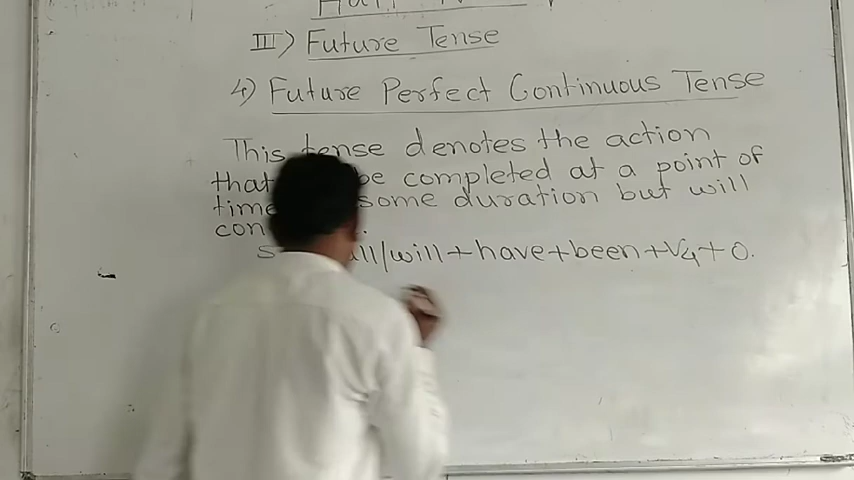 III) Future Tense
4) Future Perfect Continuous Tense
This tense denotes the action
that be completed at a point of
time some duration but will
con
S /will+have+been+V4+O.